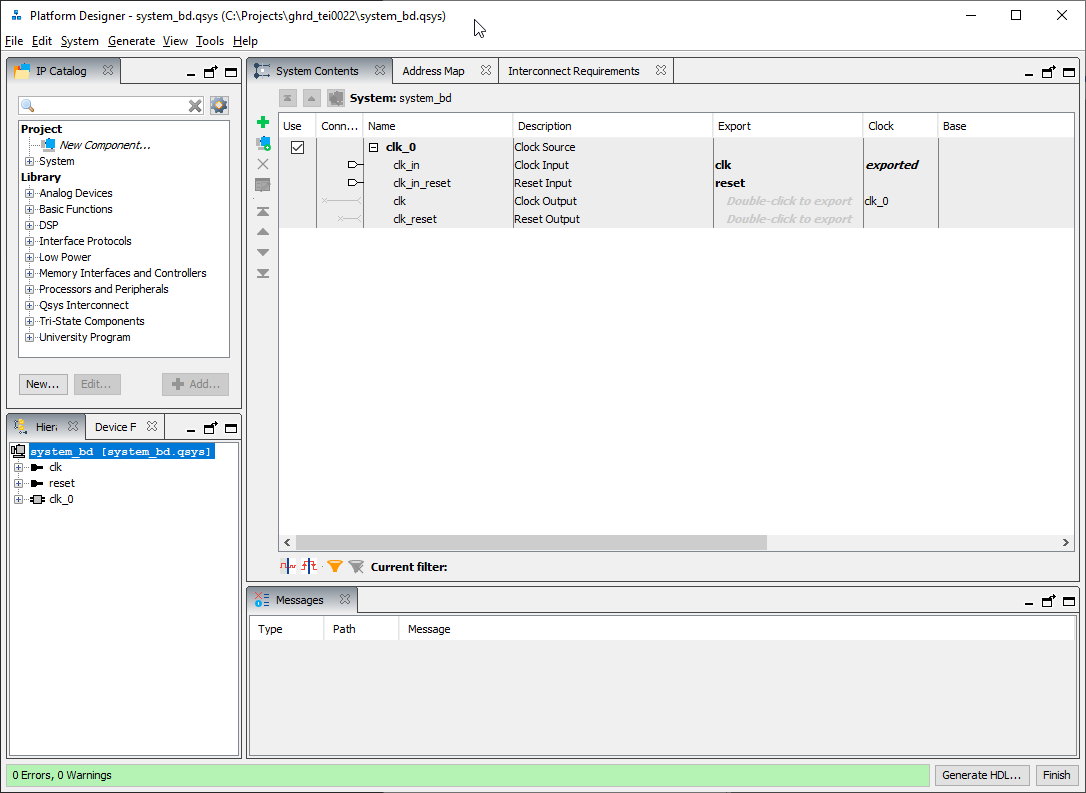 Platform Designer - system_bd.qsys (C:\Projects\ghrd_tei0022\system_bd.qsys)
File Edit System Generate View Tools Help
IP Catalog
Project
New Component...
System
Library
Analog Devices
Basic Functions
DSP
Interface Protocols
Low Power
Memory Interfaces and Controllers
Processors and Peripherals
Qsys Interconnect
Tri-State Components
University Program
New... Edit... Add...
Hier Device F
system_bd [system_bd.qsys]
clk
reset
clk_0
System Contents Address Map Interconnect Requirements
System: system_bd
Use Conn... Name Description Export Clock Base
clk_0 Clock Source
clk_in Clock Input clk exported
clk_in_reset Reset Input reset
clk Clock Output Double-click to export clk_0
clk_reset Reset Output Double-click to export
Current filter:
Messages
Type Path Message
0 Errors, 0 Warnings
Generate HDL... Finish